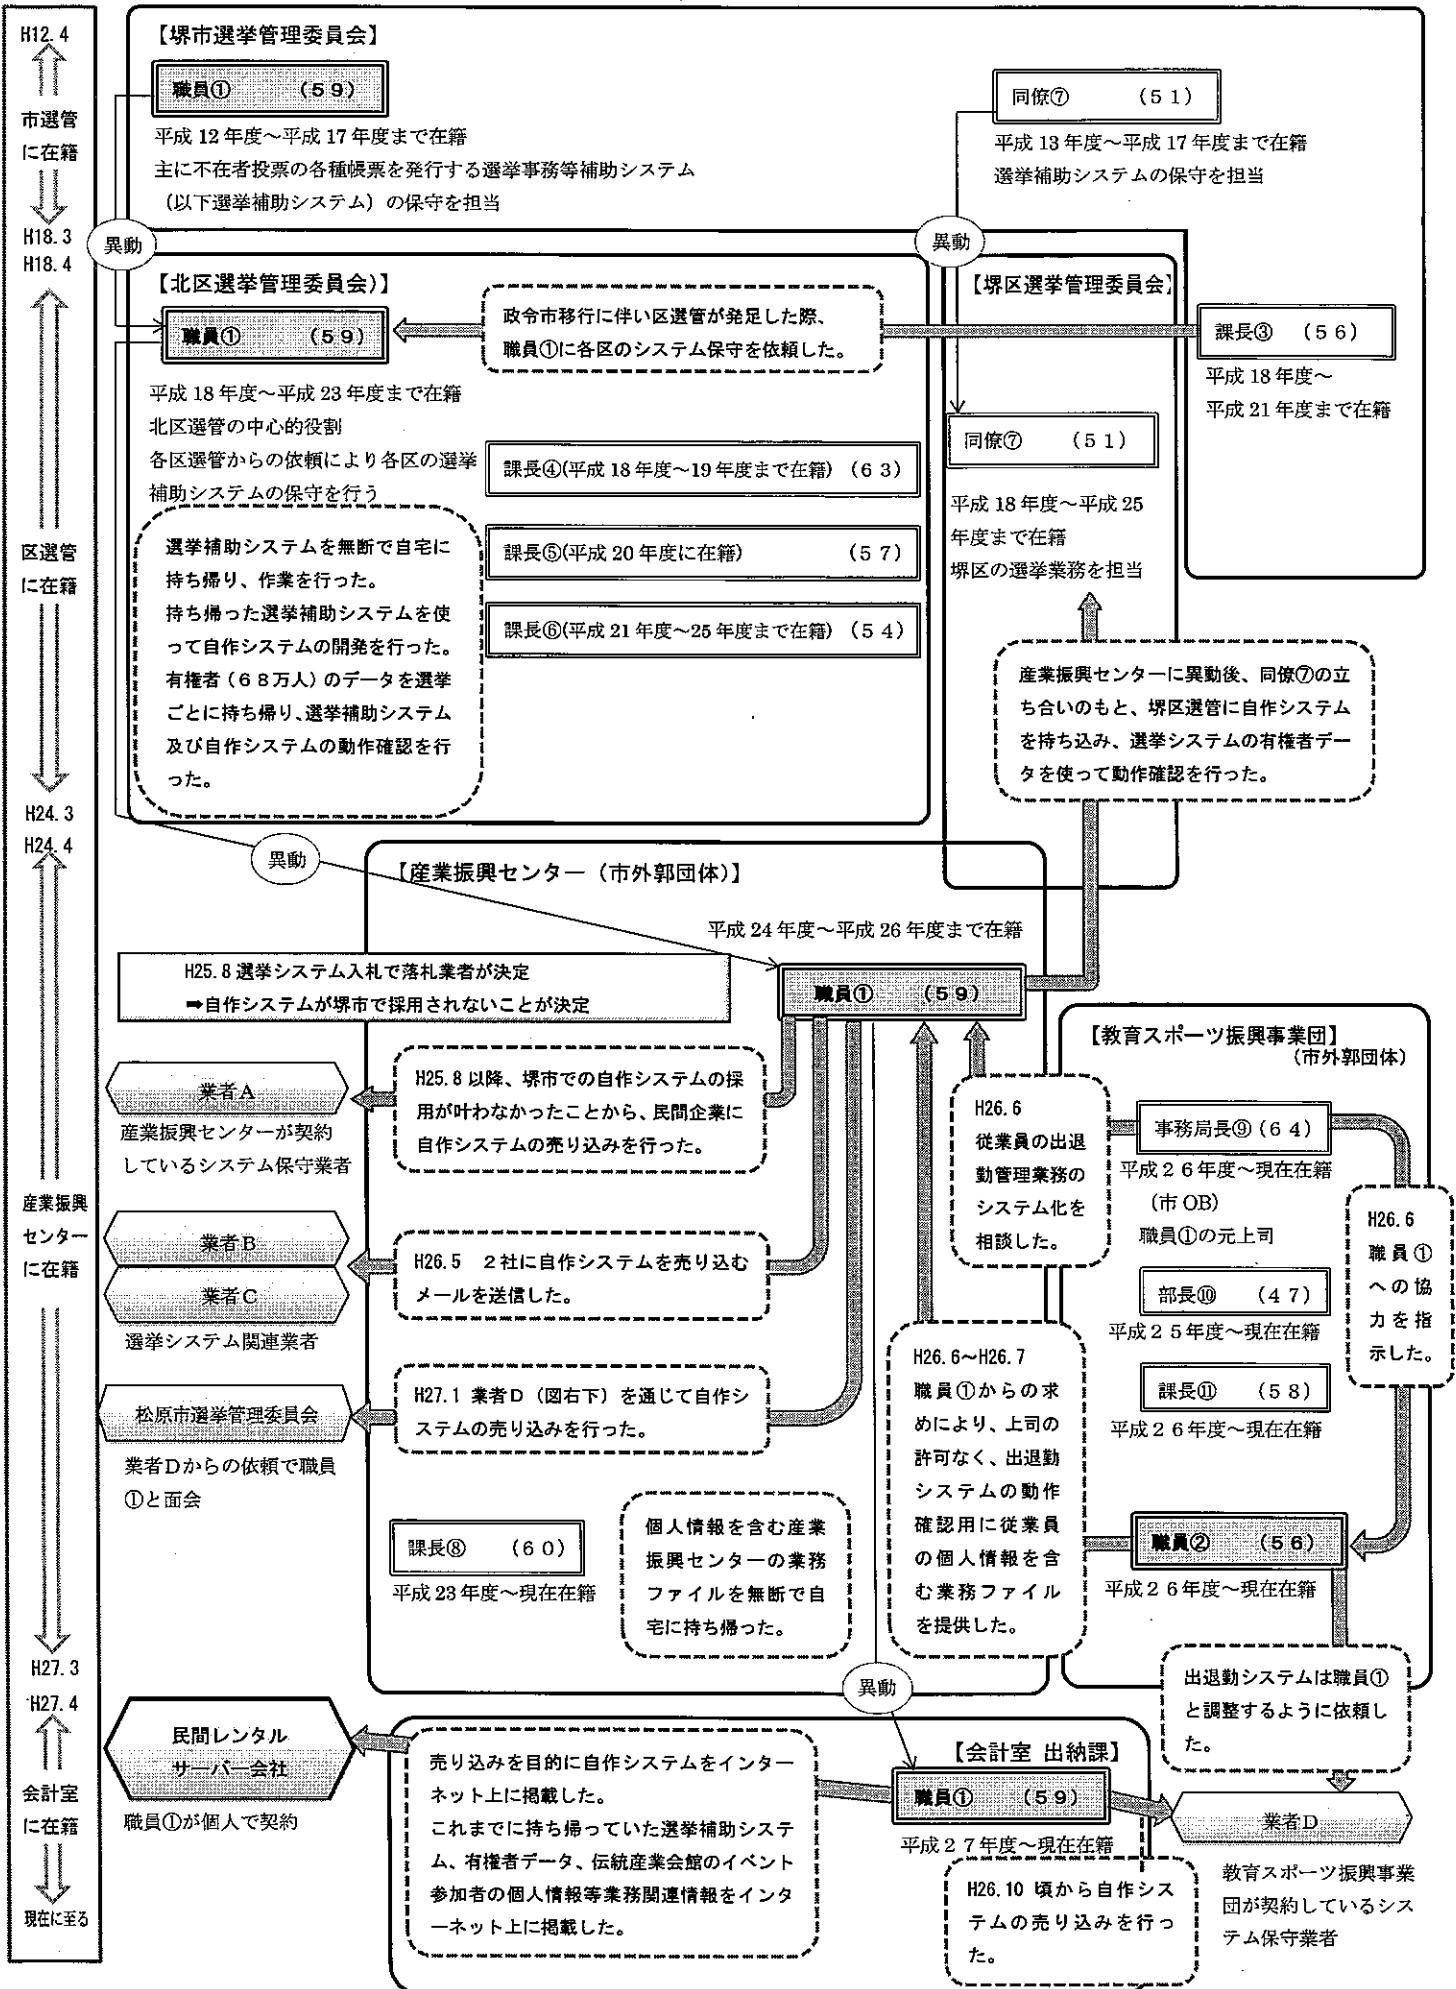 H12.4
市選管
に在籍
H18.3
H18.4
区選管
に在籍
H24.3
H24.4
産業振興
センター
に在籍
H27.3
H27.4
会計室
に在籍
現在に至る
【堺市選挙管理委員会】
職員① (59)
平成12年度~平成17年度まで在籍
主に不在者投票の各種帳票を発行する選挙事務等補助システム
(以下選挙補助システム)の保守を担当
同僚⑦ (51)
平成13年度~平成17年度まで在籍
選挙補助システムの保守を担当
異動
異動
【北区選挙管理委員会)】
職員① (59)
政令市移行に伴い区選管が発足した際、
職員①に各区のシステム保守を依頼した。
【堺区選挙管理委員会】
課長③ (56)
平成18年度~
平成21年度まで在籍
平成18年度~平成23年度まで在籍
北区選管の中心的役割
各区選管からの依頼により各区の選挙
補助システムの保守を行う
課長④(平成18年度~19年度まで在籍) (63)
課長⑤(平成20年度に在籍) (57)
課長⑥(平成21年度~25年度まで在籍) (54)
選挙補助システムを無断で自宅に
持ち帰り、作業を行った。
持ち帰った選挙補助システムを使
って自作システムの開発を行った。
有権者(68万人)のデータを選挙
ごとに持ち帰り、選挙補助システム
及び自作システムの動作確認を行
った。
同僚⑦ (51)
平成18年度~平成25
年度まで在籍
堺区の選挙業務を担当
産業振興センターに異動後、同僚⑦の立
ち合いのもと、堺区選管に自作システム
を持ち込み、選挙システムの有権者デー
タを使って動作確認を行った。
異動
【産業振興センター(市外郭団体)】
平成24年度~平成26年度まで在籍
職員① (59)
H25.8 選挙システム入札で落札業者が決定
➡自作システムが堺市で採用されないことが決定
業者A
産業振興センターが契約
しているシステム保守業者
H25.8以降、堺市での自作システムの採
用が叶わなかったことから、民間企業に
自作システムの売り込みを行った。
業者B
業者C
選挙システム関連業者
H26.5 2社に自作システムを売り込む
メールを送信した。
松原市選挙管理委員会
業者Dからの依頼で職員
①と面会
H27.1 業者D(図右下)を通じて自作シ
ステムの売り込みを行った。
課長⑧ (60)
平成23年度~現在在籍
個人情報を含む産業
振興センターの業務
ファイルを無断で自
宅に持ち帰った。
【教育スポーツ振興事業団】
(市外郭団体)
H26.6
従業員の出退
勤管理業務の
システム化を
相談した。
事務局長⑨(64)
平成26年度~現在在籍
(市OB)
職員①の元上司
部長⑩ (47)
平成25年度~現在在籍
課長⑪ (58)
平成26年度~現在在籍
H26.6
職員①
への協
力を指
示した。
H26.6~H26.7
職員①からの求
めにより、上司の
許可なく、出退勤
システムの動作
確認用に従業員
の個人情報を含
む業務ファイル
を提供した。
職員② (56)
平成26年度~現在在籍
出退勤システムは職員①
と調整するように依頼し
た。
異動
民間レンタル
サーバー会社
職員①が個人で契約
売り込みを目的に自作システムをインター
ネット上に掲載した。
これまでに持ち帰っていた選挙補助システ
ム、有権者データ、伝統産業会館のイベント
参加者の個人情報等業務関連情報をインタ
ーネット上に掲載した。
【会計室 出納課】
職員① (59)
平成27年度~現在在籍
H26.10 頃から自作シス
テムの売り込みを行っ
た。
業者D
教育スポーツ振興事業
団が契約しているシス
テム保守業者